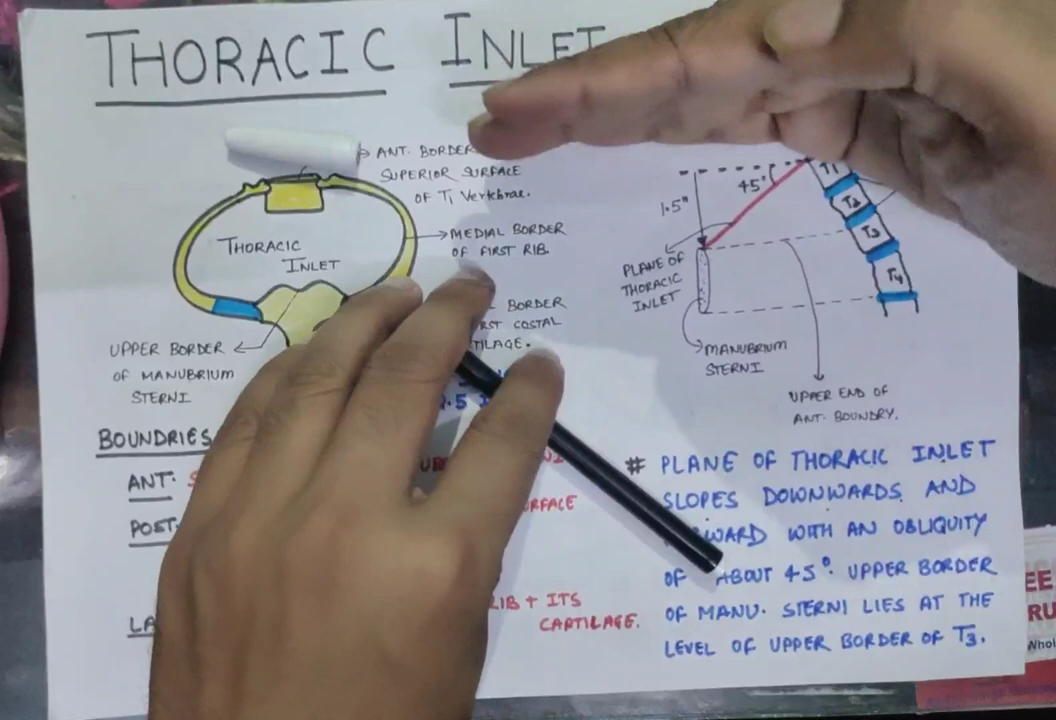 THORACIC INLET
ANT. BORDER
SUPERIOR SURFACE
OF T1 Vertebrae.
THORACIC
INLET
MEDIAL BORDER
OF FIRST RIB.
BORDER
COSTAL
UPPER BORDER
OF MANUBRIUM
STERNI
BOUNDRIES
ANT.
POST.
RIB + ITS
CARTILAGE.
45°
1.5"
T1
T2
T3
T4
PLANE OF
THORACIC
INLET
MANUBRIUM
STERNI
UPPER END OF
ANT. BOUNDRY.
# PLANE OF THORACIC INLET
SLOPES DOWNWARDS AND
WITH AN OBLIQUITY
OF ABOUT 45°. UPPER BORDER
OF MANU. STERNI LIES AT THE
LEVEL OF UPPER BORDER OF T3.